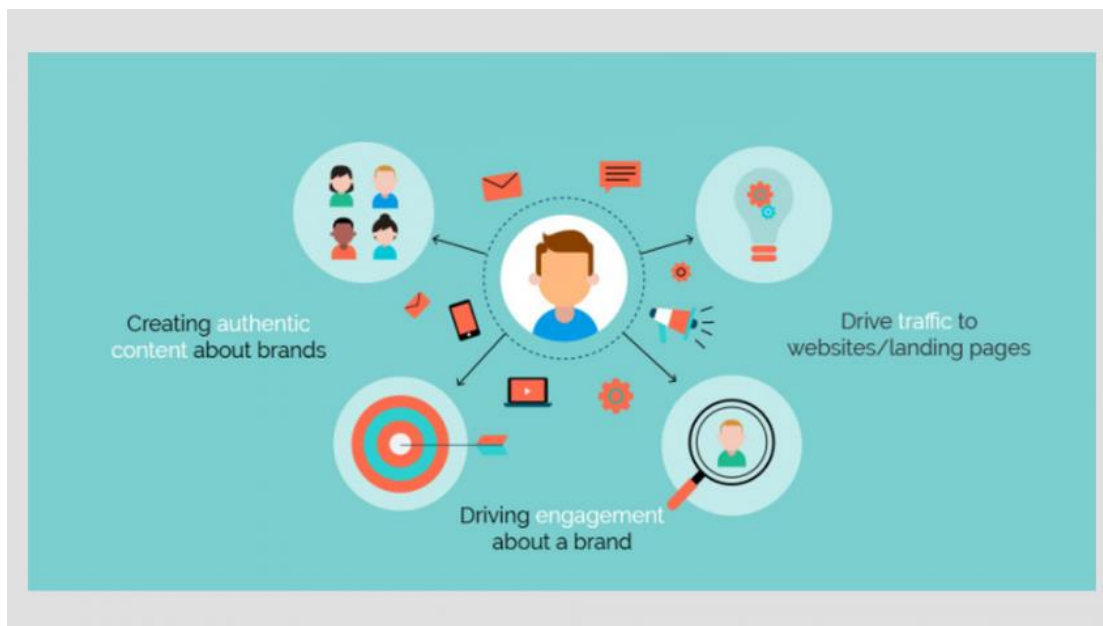 Creating authentic
content about brands
Drive traffic to
websites/landing pages
Driving engagement
about a brand